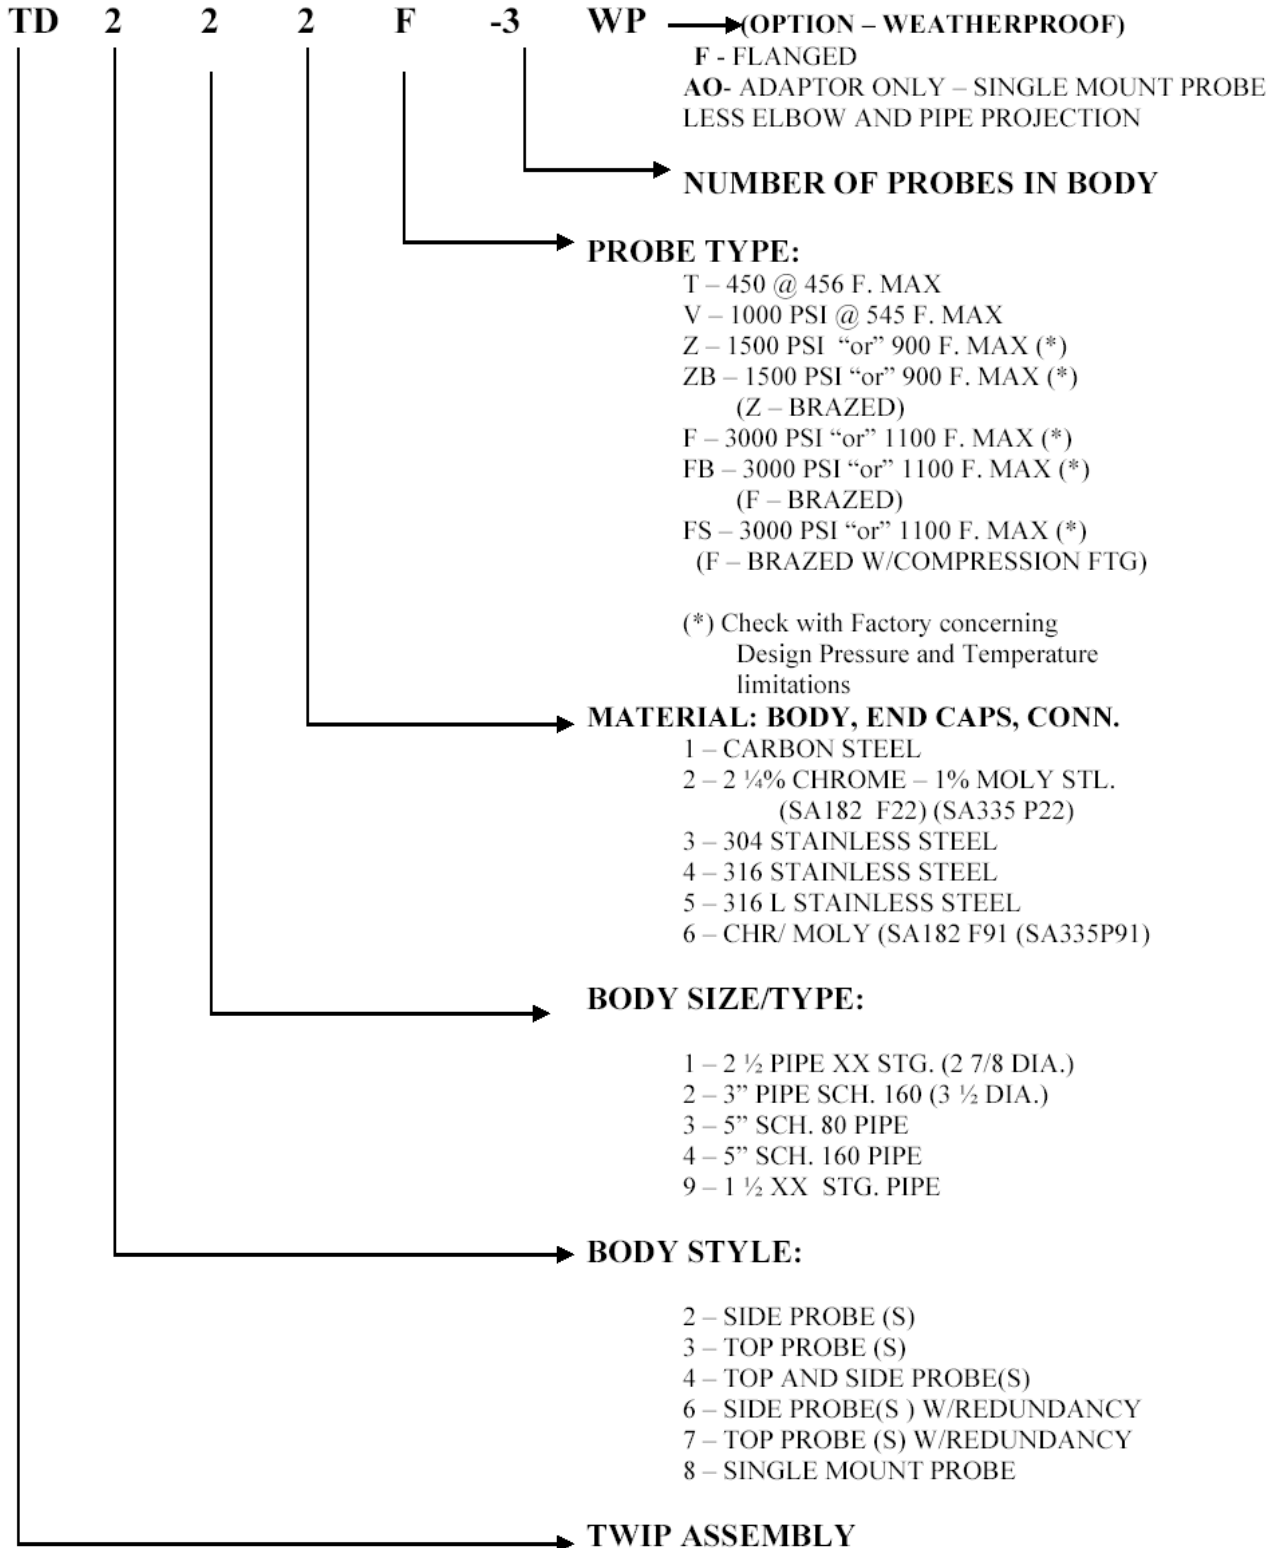 TD 2 2 2 F -3 WP (OPTION – WEATHERPROOF)
F - FLANGED
AO- ADAPTOR ONLY – SINGLE MOUNT PROBE
LESS ELBOW AND PIPE PROJECTION
NUMBER OF PROBES IN BODY
PROBE TYPE:
T – 450 @ 456 F. MAX
V – 1000 PSI @ 545 F. MAX
Z – 1500 PSI “or” 900 F. MAX (*)
ZB – 1500 PSI “or” 900 F. MAX (*)
(Z – BRAZED)
F – 3000 PSI “or” 1100 F. MAX (*)
FB – 3000 PSI “or” 1100 F. MAX (*)
(F – BRAZED)
FS – 3000 PSI “or” 1100 F. MAX (*)
(F – BRAZED W/COMPRESSION FTG)
(*) Check with Factory concerning
Design Pressure and Temperature
limitations
MATERIAL: BODY, END CAPS, CONN.
1 – CARBON STEEL
2 – 2 ¼% CHROME – 1% MOLY STL.
(SA182 F22) (SA335 P22)
3 – 304 STAINLESS STEEL
4 – 316 STAINLESS STEEL
5 – 316 L STAINLESS STEEL
6 – CHR/ MOLY (SA182 F91 (SA335P91)
BODY SIZE/TYPE:
1 – 2 ½ PIPE XX STG. (2 7/8 DIA.)
2 – 3” PIPE SCH. 160 (3 ½ DIA.)
3 – 5” SCH. 80 PIPE
4 – 5” SCH. 160 PIPE
9 – 1 ½ XX STG. PIPE
BODY STYLE:
2 – SIDE PROBE (S)
3 – TOP PROBE (S)
4 – TOP AND SIDE PROBE(S)
6 – SIDE PROBE(S ) W/REDUNDANCY
7 – TOP PROBE (S) W/REDUNDANCY
8 – SINGLE MOUNT PROBE
TWIP ASSEMBLY